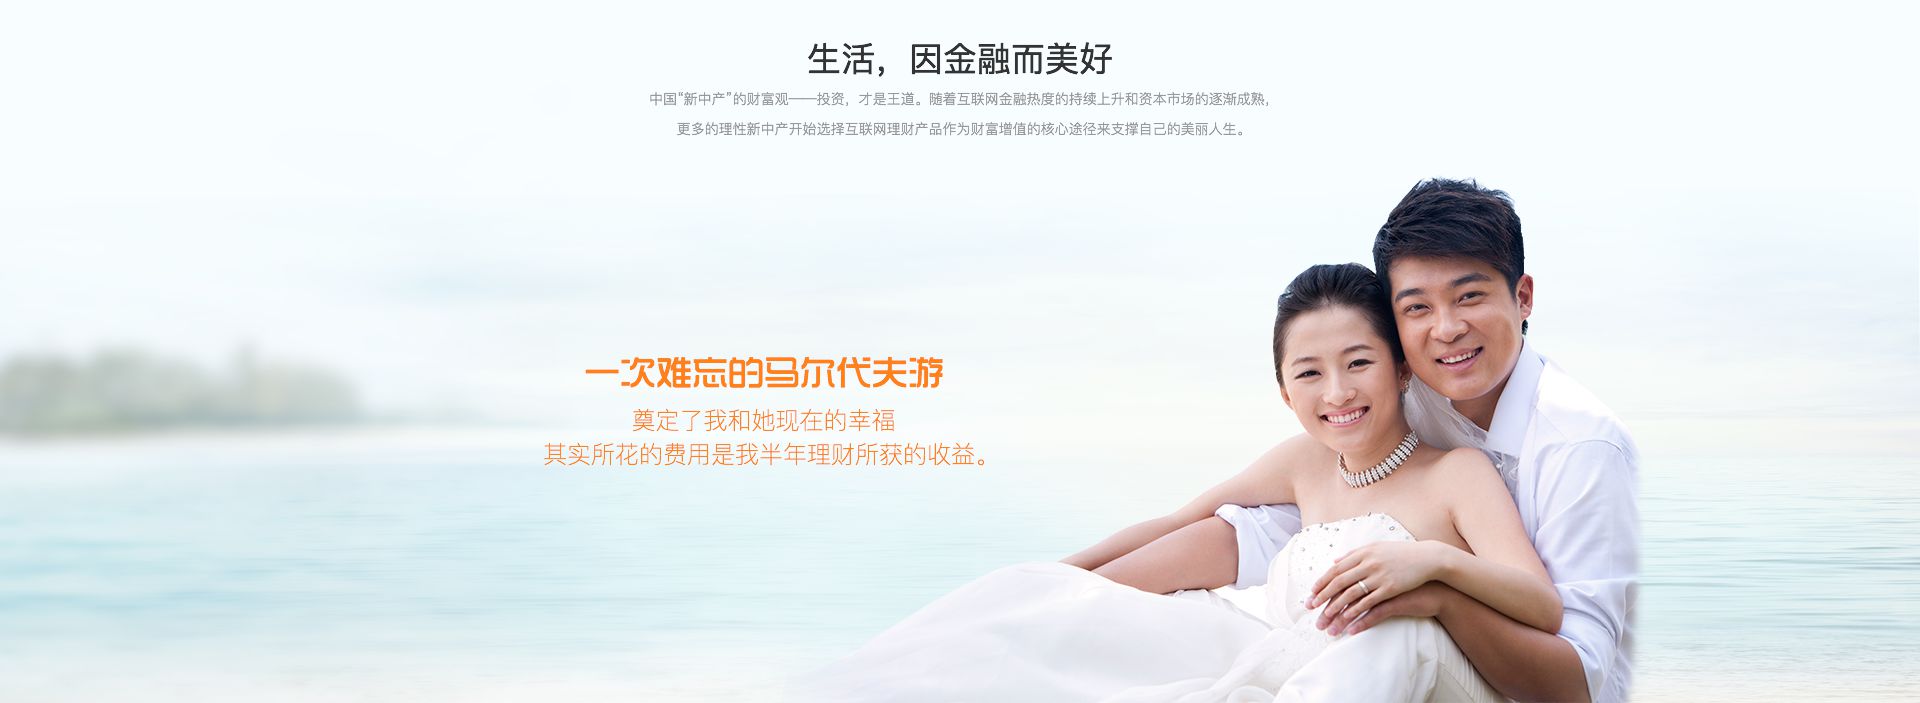 生活，因金融而美好
中国“新中产”的财富观——投资，才是王道。随着互联网金融热度的持续上升和资本市场的逐渐成熟，
更多的理性新中产开始选择互联网理财产品作为财富增值的核心途径来支撑自己的美丽人生。
一次难忘的马尔代夫游
奠定了我和她现在的幸福
其实所花的费用是我半年理财所获的收益。